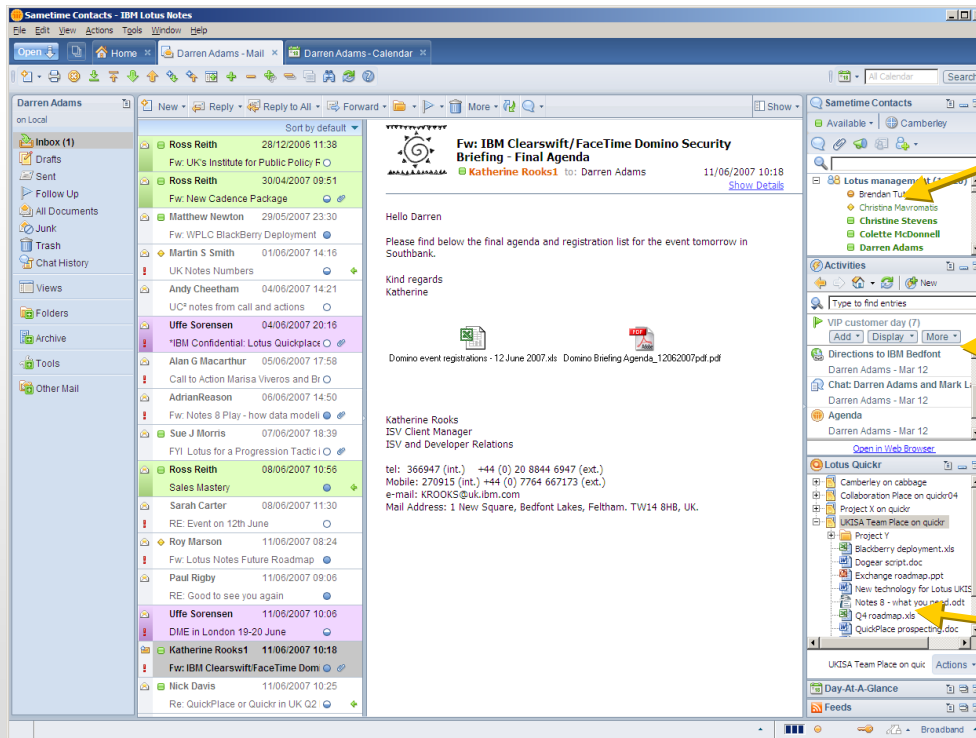 Sametime Contacts - IBM Lotus Notes
File Edit View Actions Tools Window Help
Open Home Darren Adams - Mail Darren Adams - Calendar
All Calendar Search
Darren Adams
on Local
Inbox (1)
Drafts
Sent
Follow Up
All Documents
Junk
Trash
Chat History
Views
Folders
Archive
Tools
Other Mail
New Reply Reply to All Forward More Show
Sort by default
Ross Reith 28/12/2006 11:38
Fw: UK's Institute for Public Policy R
Ross Reith 30/04/2007 09:51
Fw: New Cadence Package
Matthew Newton 29/05/2007 23:30
Fw: WPLC BlackBerry Deployment
Martin S Smith 01/06/2007 14:16
UK Notes Numbers
Andy Cheetham 04/06/2007 14:21
UC² notes from call and actions
Uffe Sorensen 04/06/2007 20:16
*IBM Confidential: Lotus Quickplace
Alan G Macarthur 05/06/2007 17:58
Call to Action Marisa Viveros and Br
AdrianReason 06/06/2007 14:50
Fw: Notes 8 Play - how data modeli
Sue J Morris 07/06/2007 18:39
FYI Lotus for a Progression Tactic i
Ross Reith 08/06/2007 10:56
Sales Mastery
Sarah Carter 08/06/2007 11:30
RE: Event on 12th June
Roy Marson 11/06/2007 08:24
Fw: Lotus Notes Future Roadmap
Paul Rigby 11/06/2007 09:06
RE: Good to see you again
Uffe Sorensen 11/06/2007 10:06
DME in London 19-20 June
Katherine Rooks1 11/06/2007 10:18
Fw: IBM Clearswift/FaceTime Dom
Nick Davis 11/06/2007 10:25
Re: QuickPlace or Quickr in UK Q2
Fw: IBM Clearswift/FaceTime Domino Security
Briefing - Final Agenda
Katherine Rooks1 to: Darren Adams 11/06/2007 10:18
Show Details
Hello Darren
Please find below the final agenda and registration list for the event tomorrow in
Southbank.
Kind regards
Katherine
Domino event registrations - 12 June 2007.xls Domino Briefing Agenda_12062007pdf.pdf
Katherine Rooks
ISV Client Manager
ISV and Developer Relations
tel: 366947 (int.) +44 (0) 20 8844 6947 (ext.)
Mobile: 270915 (int.) +44 (0) 7764 667173 (ext.)
e-mail: KROOKS@uk.ibm.com
Mail Address: 1 New Square, Bedfont Lakes, Feltham. TW14 8HB, UK.
Sametime Contacts
Available Camberley
Lotus management
Brendan
Christina Mavromatis
Christine Stevens
Colette McDonnell
Darren Adams
Activities
New
Type to find entries
VIP customer day (7)
Add Display More
Directions to IBM Bedfont
Darren Adams - Mar 12
Chat: Darren Adams and Mark La
Darren Adams - Mar 12
Agenda
Darren Adams - Mar 12
Open in Web Browser
Lotus Quickr
Camberley on cabbage
Collaboration Place on quickr04
Project X on quickr
UKISA Team Place on quickr
Project Y
Blackberry deployment.xls
Dogear script.doc
Exchange roadmap.ppt
New technology for Lotus UKIS
Notes 8 - what you need.odt
Q4 roadmap.xls
QuickPlace prospecting.doc
UKISA Team Place on quic Actions
Day-At-A-Glance
Feeds
Broadband